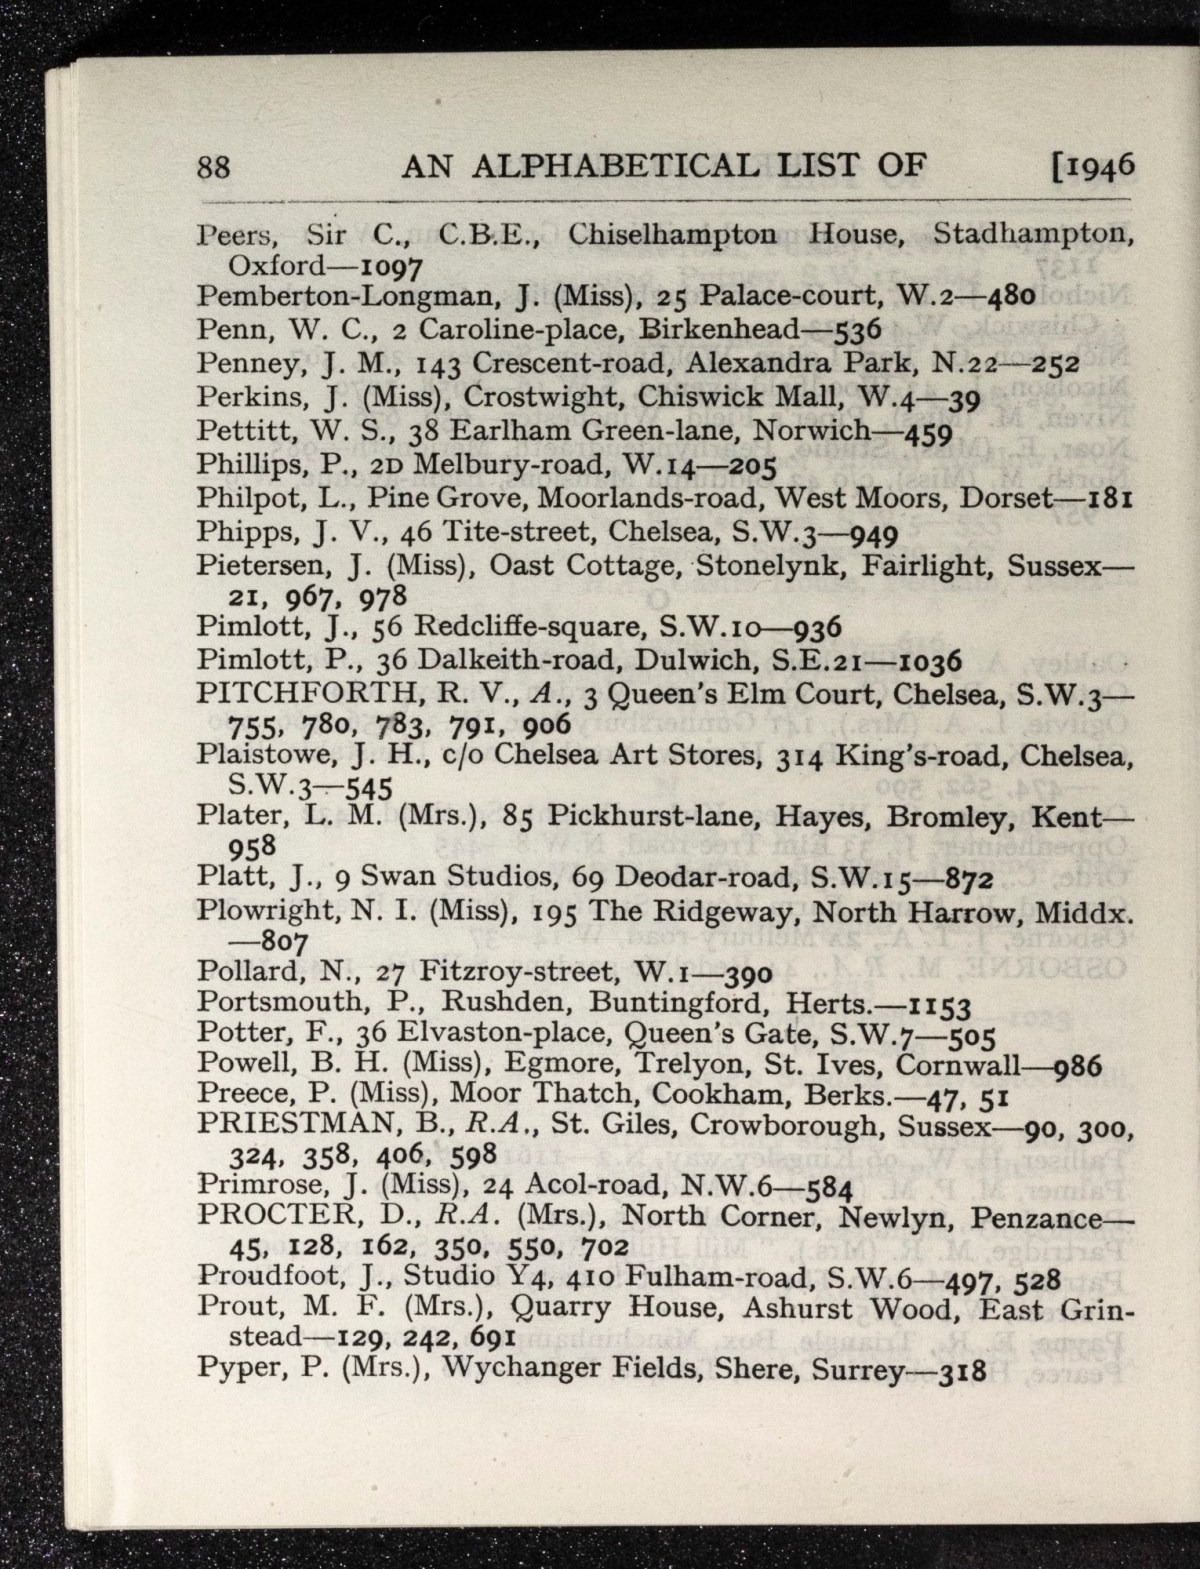 88 AN ALPHABETICAL LIST OF [1946
Peers, Sir C., C.B.E., Chiselhampton House, Stadhampton,
Oxford—1097
Pemberton-Longman, J. (Miss), 25 Palace-court, W.2—480
Penn, W. C., 2 Caroline-place, Birkenhead—536
Penney, J. M., 143 Crescent-road, Alexandra Park, N.22—252
Perkins, J. (Miss), Crostwight, Chiswick Mall, W.4—39
Pettitt, W. S., 38 Earlham Green-lane, Norwich—459
Phillips, P., 2D Melbury-road, W.14—205
Philpot, L., Pine Grove, Moorlands-road, West Moors, Dorset—181
Phipps, J. V., 46 Tite-street, Chelsea, S.W.3—949
Pietersen, J. (Miss), Oast Cottage, Stonelynk, Fairlight, Sussex—
21, 967, 978
Pimlott, J., 56 Redcliffe-square, S.W.10—936
Pimlott, P., 36 Dalkeith-road, Dulwich, S.E.21—1036
PITCHFORTH, R. V., A., 3 Queen's Elm Court, Chelsea, S.W.3—
755, 780, 783, 791, 906
Plaistowe, J. H., c/o Chelsea Art Stores, 314 King's-road, Chelsea,
S.W.3—545
Plater, L. M. (Mrs.), 85 Pickhurst-lane, Hayes, Bromley, Kent—
958
Platt, J., 9 Swan Studios, 69 Deodar-road, S.W.15—872
Plowright, N. I. (Miss), 195 The Ridgeway, North Harrow, Middx.
—807
Pollard, N., 27 Fitzroy-street, W.1—390
Portsmouth, P., Rushden, Buntingford, Herts.—1153
Potter, F., 36 Elvaston-place, Queen's Gate, S.W.7—505
Powell, B. H. (Miss), Egmore, Trelyon, St. Ives, Cornwall—986
Preece, P. (Miss), Moor Thatch, Cookham, Berks.—47, 51
PRIESTMAN, B., R.A., St. Giles, Crowborough, Sussex—90, 300,
324, 358, 406, 598
Primrose, J. (Miss), 24 Acol-road, N.W.6—584
PROCTER, D., R.A. (Mrs.), North Corner, Newlyn, Penzance—
45, 128, 162, 350, 550, 702
Proudfoot, J., Studio Y4, 410 Fulham-road, S.W.6—497, 528
Prout, M. F. (Mrs.), Quarry House, Ashurst Wood, East Grin-
stead—129, 242, 691
Pyper, P. (Mrs.), Wychanger Fields, Shere, Surrey—318